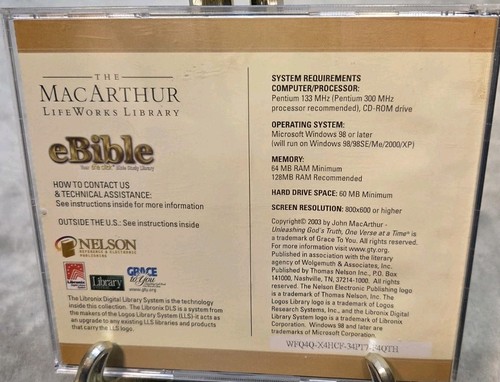 THE
MACARTHUR
LIFEWORKS LIBRARY
eBible
HOW TO CONTACT US
& TECHNICAL ASSISTANCE:
See instructions inside for more information
OUTSIDE THE U.S.: See instructions inside
NELSON
REFERENCE & ELECTRONIC
PUBLISHING
Library
GRACE
to You
www.gty.org
The Libronix Digital Library System is the technology
inside this collection. The Libronix DLS is a system from
the makers of the Logos Library System (LLS)-it acts as
an upgrade to any existing LLS libraries and products
that carry the LLS logo.
SYSTEM REQUIREMENTS
COMPUTER/PROCESSOR:
Pentium 133 MHz (Pentium 300 MHz
processor recommended), CD-ROM drive
OPERATING SYSTEM:
Microsoft Windows 98 or later
(will run on Windows 98/98SE/Me/2000/XP)
MEMORY:
64 MB RAM Minimum
128MB RAM Recommended
HARD DRIVE SPACE: 60 MB Minimum
SCREEN RESOLUTION: 800x600 or higher
Copyright© 2003 by John MacArthur -
Unleashing God's Truth, One Verse at a Time® is
a trademark of Grace To You. All rights reserved.
For more information visit www.gty.org.
Published in association with the literary
agency of Wolgemuth & Associates, Inc.
Published by Thomas Nelson Inc., P.O. Box
141000, Nashville, TN, 37214-1000. All rights
reserved. The Nelson Electronic Publishing logo
is a trademark of Thomas Nelson, Inc. The
Logos Library logo is a trademark of Logos
Research Systems, Inc., and the Libronix Digital
Library System logo is a trademark of Libronix
Corporation. Windows 98 and later are
trademarks of Microsoft Corporation.